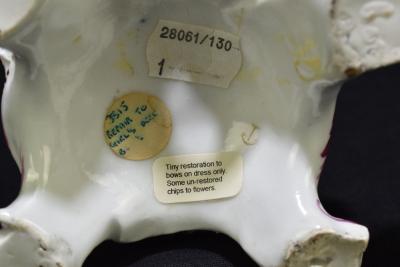 28061/130
1
REPAIR TO
Tiny restoration to
bows on dress only.
Some un-restored
chips to flowers.